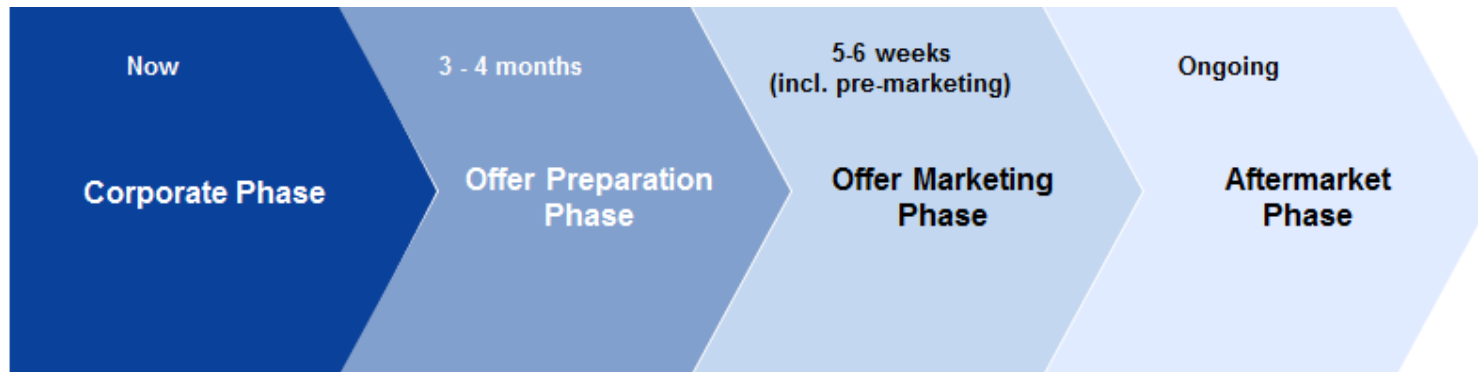 Now
Corporate Phase
3 - 4 months
Offer Preparation
Phase
5-6 weeks
(incl. pre-marketing)
Offer Marketing
Phase
Ongoing
Aftermarket
Phase